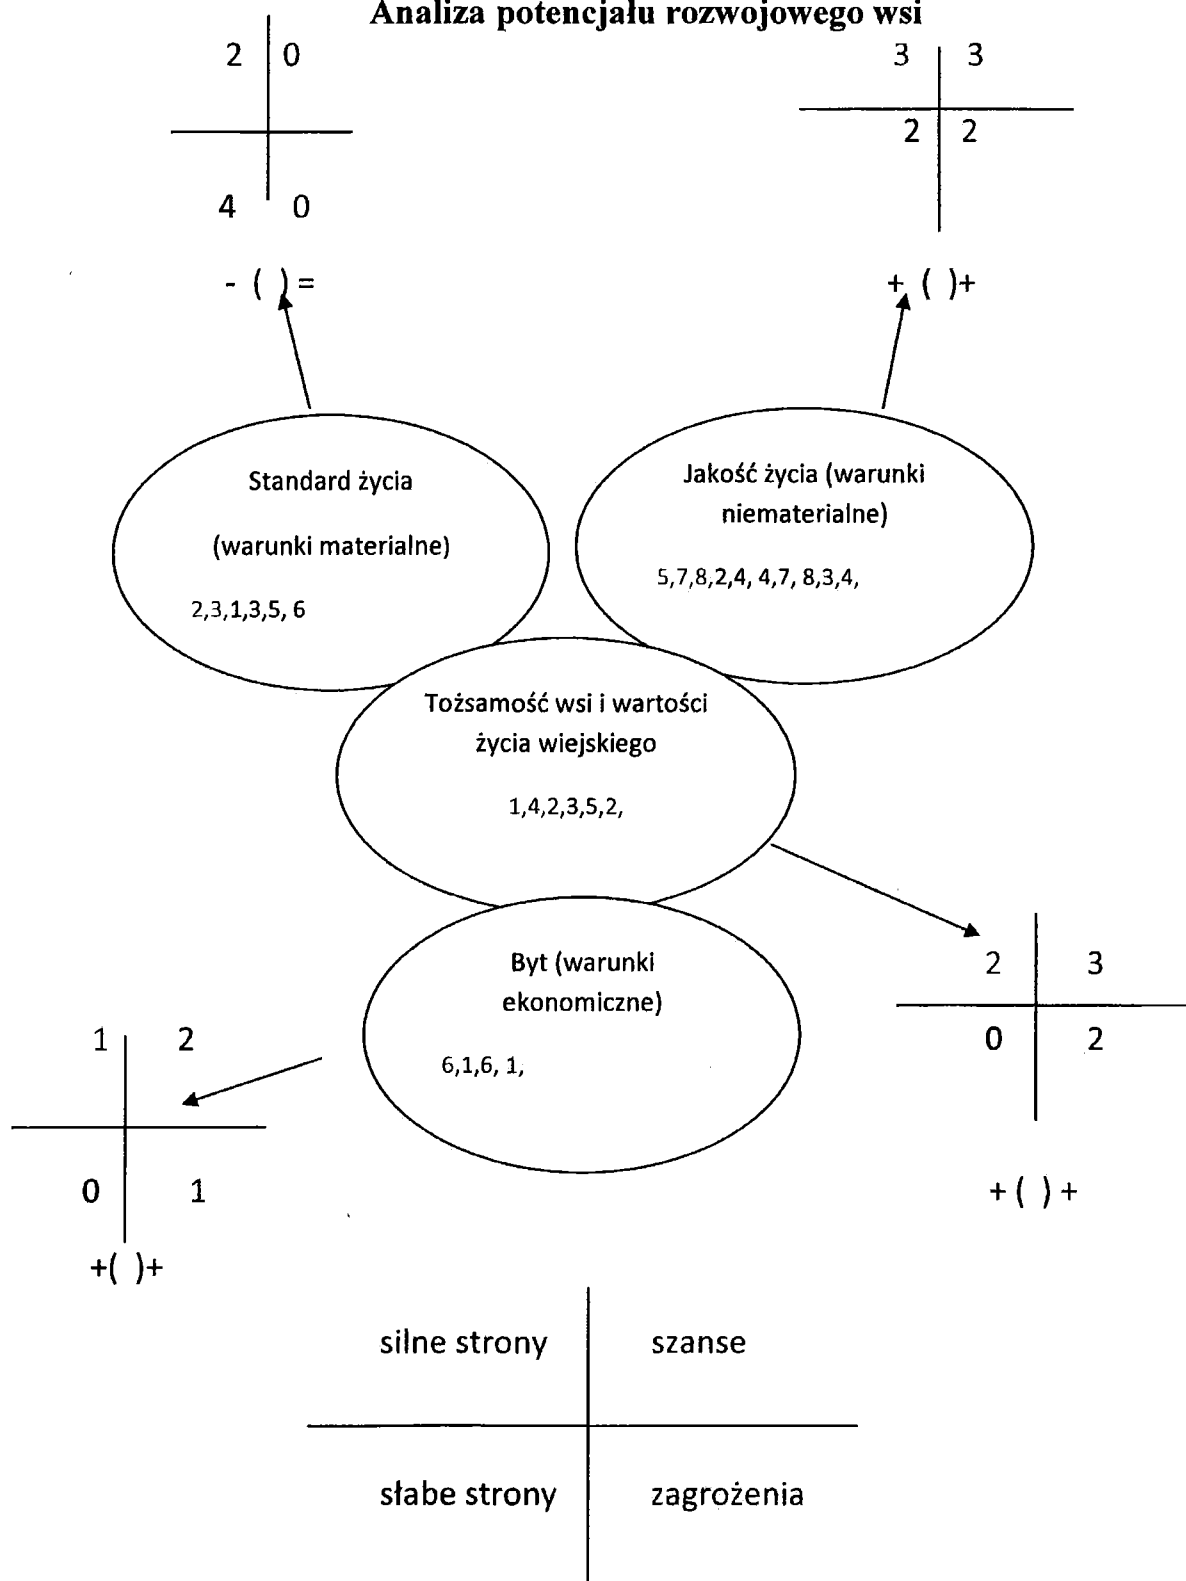 Analiza potencjału rozwojowego wsi
2 0
4 0
- ( ) =
3 3
2 2
+ ( )+
Standard życia
(warunki materialne)
2,3,1,3,5, 6
Jakość życia (warunki
niematerialne)
5,7,8,2,4, 4,7, 8,3,4,
Tożsamość wsi i wartości
życia wiejskiego
1,4,2,3,5,2,
Byt (warunki
ekonomiczne)
6,1,6, 1,
2 3
0 2
+ ( ) +
1 2
0 1
+( )+
silne strony szanse
słabe strony zagrożenia